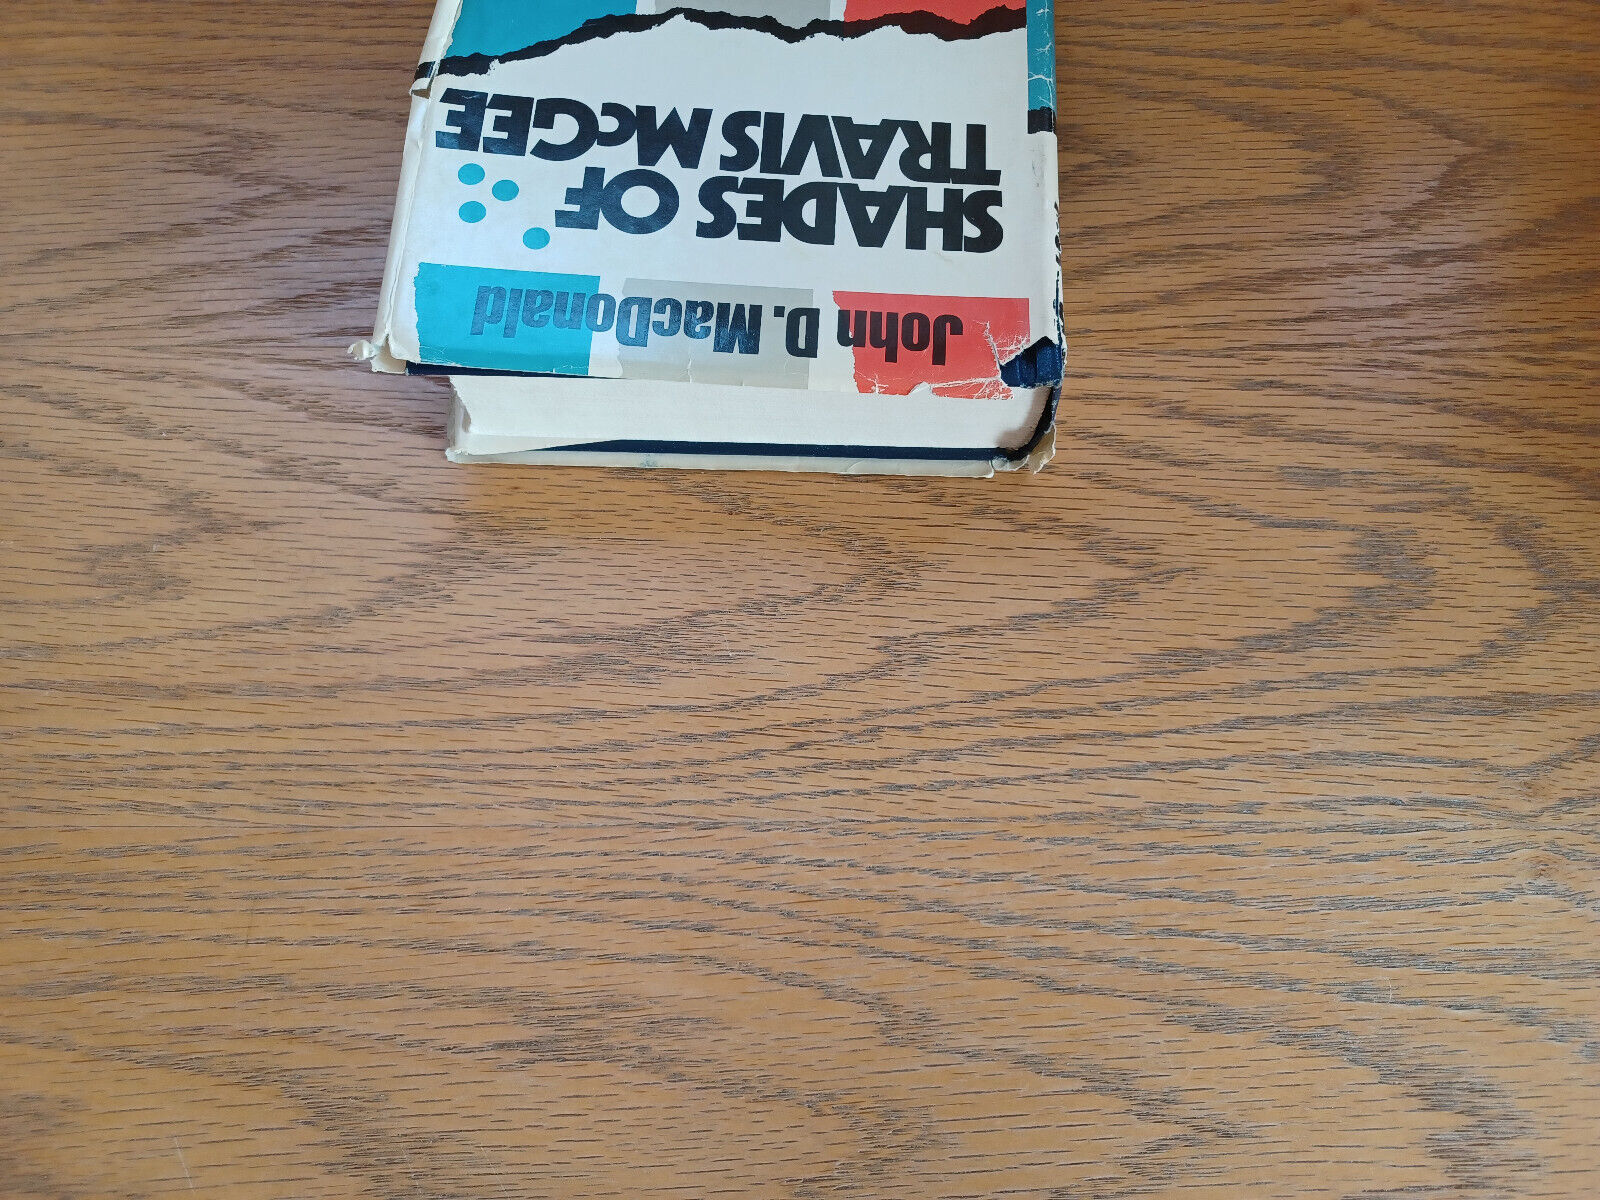 John D. MacDonald
SHADES OF
TRAVIS McGEE